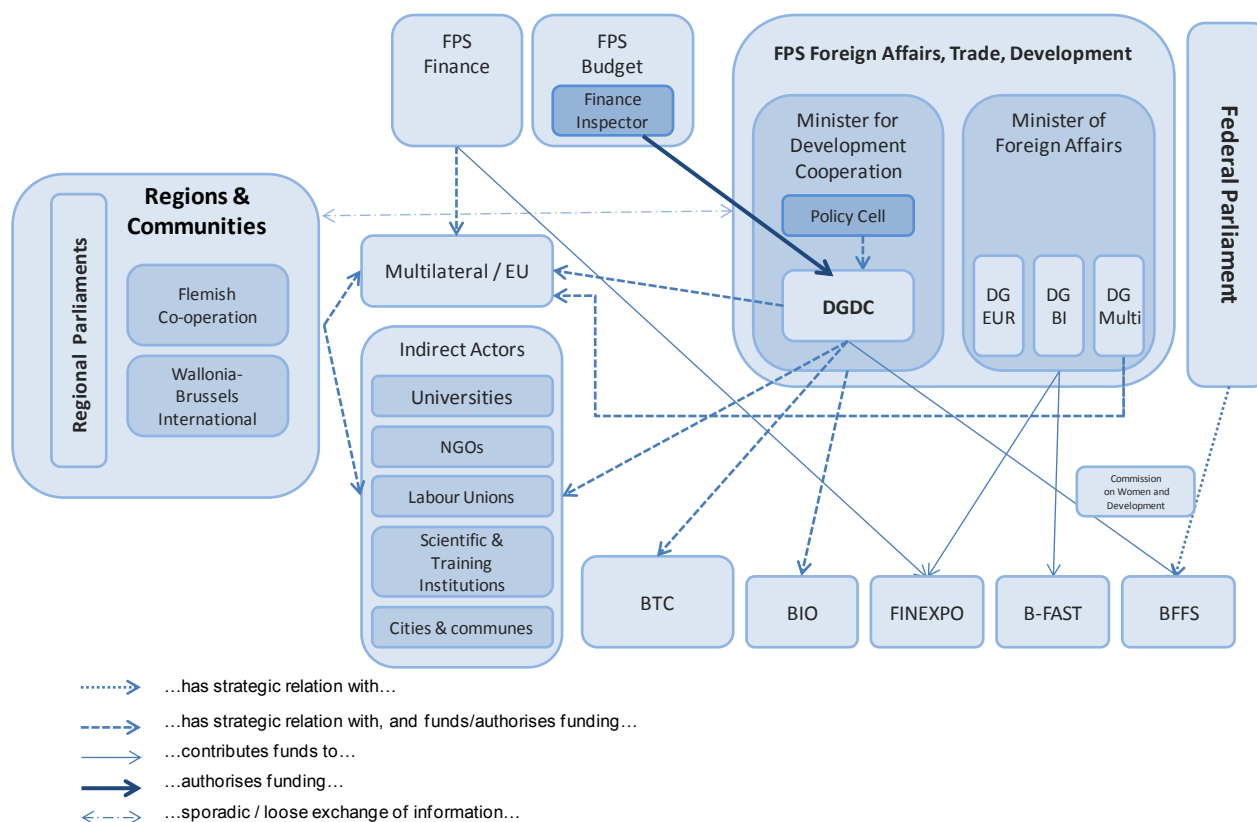 FPS
Finance
FPS
Budget
Finance
Inspector
FPS Foreign Affairs, Trade, Development
Minister for
Development
Cooperation
Policy Cell
DGDC
Minister of
Foreign Affairs
DG
EUR
DG
BI
DG
Multi
Federal Parliament
Regions &
Communities
Regional Parliaments
Flemish
Co-operation
Wallonia-
Brussels
International
Multilateral / EU
Indirect Actors
Universities
NGOs
Labour Unions
Scientific &
Training
Institutions
Cities & communes
Commission
on Women and
Development
BTC
BIO
FINEXPO
B-FAST
BFFS
…has strategic relation with…
…has strategic relation with, and funds/authorises funding…
…contributes funds to…
…authorises funding…
…sporadic / loose exchange of information…